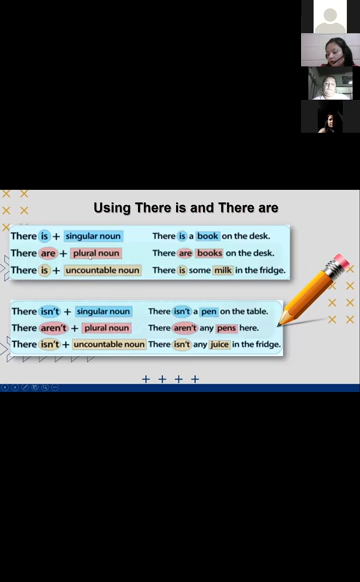 Using There is and There are
There is + singular noun There is a book on the desk.
There are + plural noun There are books on the desk.
There is + uncountable noun There is some milk in the fridge.
There isn't + singular noun There isn't a pen on the table.
There aren't + plural noun There aren't any pens here.
There isn't + uncountable noun There isn't any juice in the fridge.